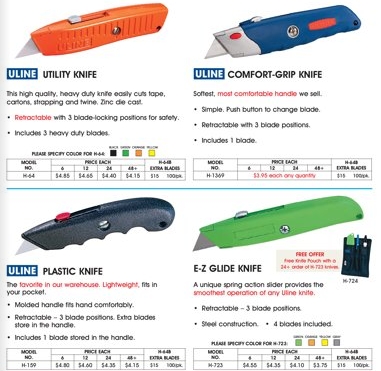 ULINE
ULINE UTILITY KNIFE
This high quality, heavy duty knife easily cuts tape,
cartons, strapping and twine. Zinc die cast.
• Retractable with 3 blade-locking positions for safety.
• Includes 3 heavy duty blades.
PLEASE SPECIFY COLOR FOR H-64: BLACK GREEN ORANGE YELLOW
MODEL NO. PRICE EACH H-64B EXTRA BLADES
6 12 24 48+
H-64 $4.85 $4.65 $4.40 $4.15 $15 100/pk.
ULINE COMFORT-GRIP KNIFE
Softest, most comfortable handle we sell.
• Simple. Push button to change blade.
• Retractable with 3 blade positions.
• Includes 1 blade.
MODEL NO. PRICE EACH H-64B EXTRA BLADES
6 12 24 48+
H-1369 $3.95 each any quantity $15 100/pk.
ULINE PLASTIC KNIFE
The favorite in our warehouse. Lightweight, fits in
your pocket.
• Molded handle fits hand comfortably.
• Retractable – 3 blade positions. Extra blades
store in the handle.
• Includes 1 blade stored in the handle.
MODEL NO. PRICE EACH H-64B EXTRA BLADES
6 12 24 48+
H-159 $4.80 $4.60 $4.35 $4.15 $15 100/pk.
FREE OFFER
Free Knife Pouch with a
24+ order of H-723 knives
H-724
E-Z GLIDE KNIFE
A unique spring action slider provides the
smoothest operation of any Uline knife.
• Retractable – 3 blade positions.
• Steel construction. • 4 blades included.
PLEASE SPECIFY COLOR FOR H-723: GREEN ORANGE YELLOW
MODEL NO. PRICE EACH H-64B EXTRA BLADES
6 12 24 48+
H-723 $4.55 $4.35 $4.10 $3.75 $15 100/pk.